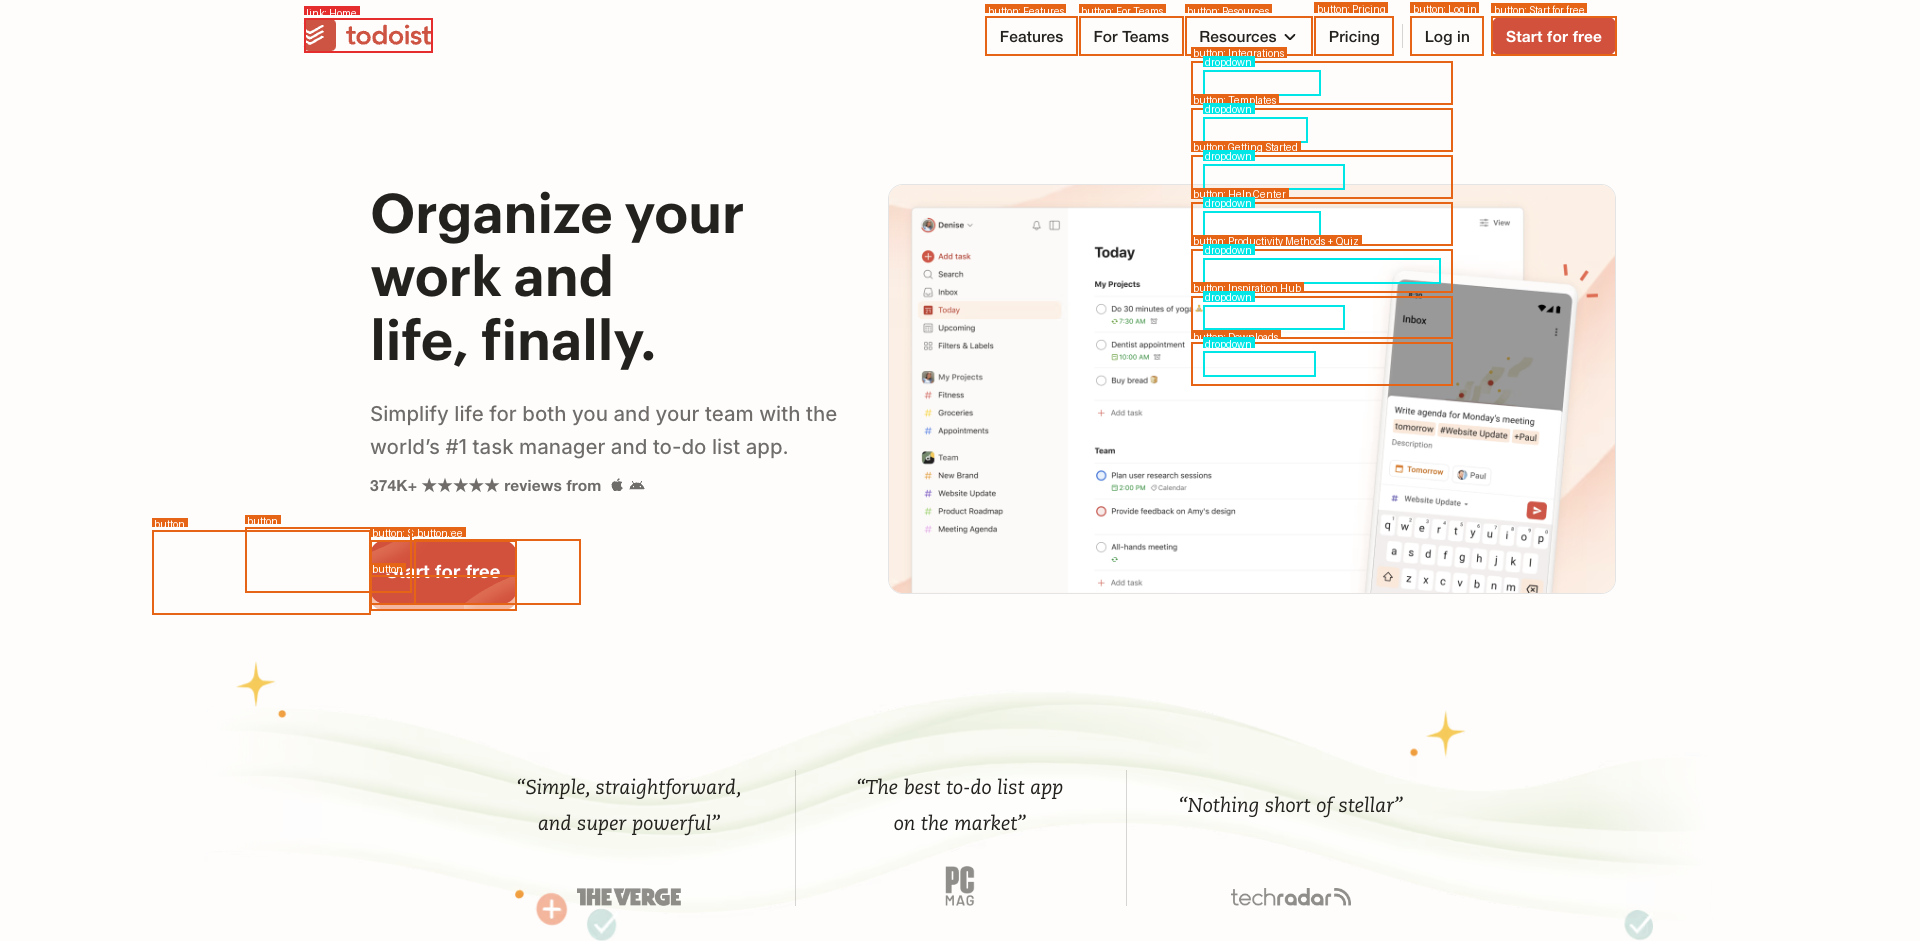 link: Home
todoist
button: Features
Features
button: For Teams
For Teams
button: Resources
Resources
button: Pricing
Pricing
button: Log in
Log in
button: Start for free
Start for free
button: Integrations
dropdown
button: Templates
dropdown
button: Getting Started
dropdown
button: Help Center
dropdown
button: Productivity Methods + Quiz
dropdown
button: Inspiration Hub
dropdown
button: Downloads
dropdown
Organize your
work and
life, finally.
Simplify life for both you and your team with the
world’s #1 task manager and to-do list app.
374K+ ★★★★★ reviews from
button
button
button: S
button: ee
button
Start for free
Denise
Add task
Search
Inbox
Today
Upcoming
Filters & Labels
My Projects
# Fitness
# Groceries
# Appointments
Team
# New Brand
# Website Update
# Product Roadmap
# Meeting Agenda
View
Today
My Projects
Do 30 minutes of yoga
7:30 AM
Dentist appointment
10:00 AM
Buy bread
+ Add task
Team
Plan user research sessions
2:00 PM Calendar
Provide feedback on Amy's design
All-hands meeting
+ Add task
Inbox
Write agenda for Monday's meeting
tomorrow #Website Update +Paul
Description
Tomorrow Paul
# Website Update
q w e r t y u i o p
1 2 3 4 5 6 7 8 9 0
a s d f g h j k l
z x c v b n m
“Simple, straightforward,
and super powerful”
THE VERGE
“The best to-do list app
on the market”
PC
MAG
“Nothing short of stellar”
techradar